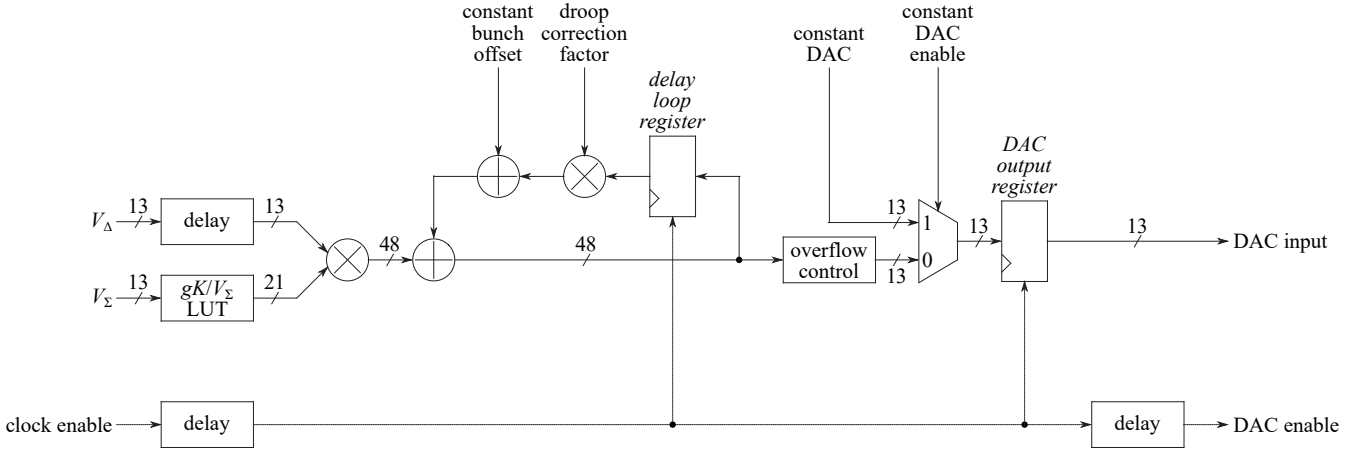 constant
bunch
offset
droop
correction
factor
delay
loop
register
constant
DAC
constant
DAC
enable
DAC
output
register
V_Δ
13
delay
13
V_Σ
13
gK/V_Σ
LUT
21
48
48
overflow
control
13
13
1
0
13
13
DAC input
clock enable
delay
delay
DAC enable